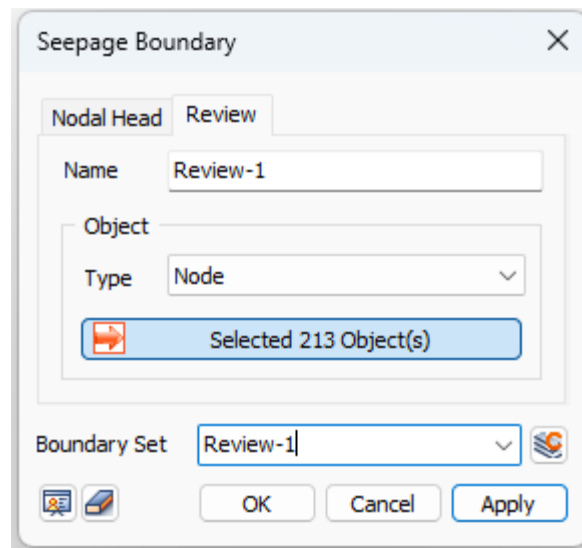 Seepage Boundary
Nodal Head Review
Name Review-1
Object
Type Node
Selected 213 Object(s)
Boundary Set Review-1
OK Cancel Apply